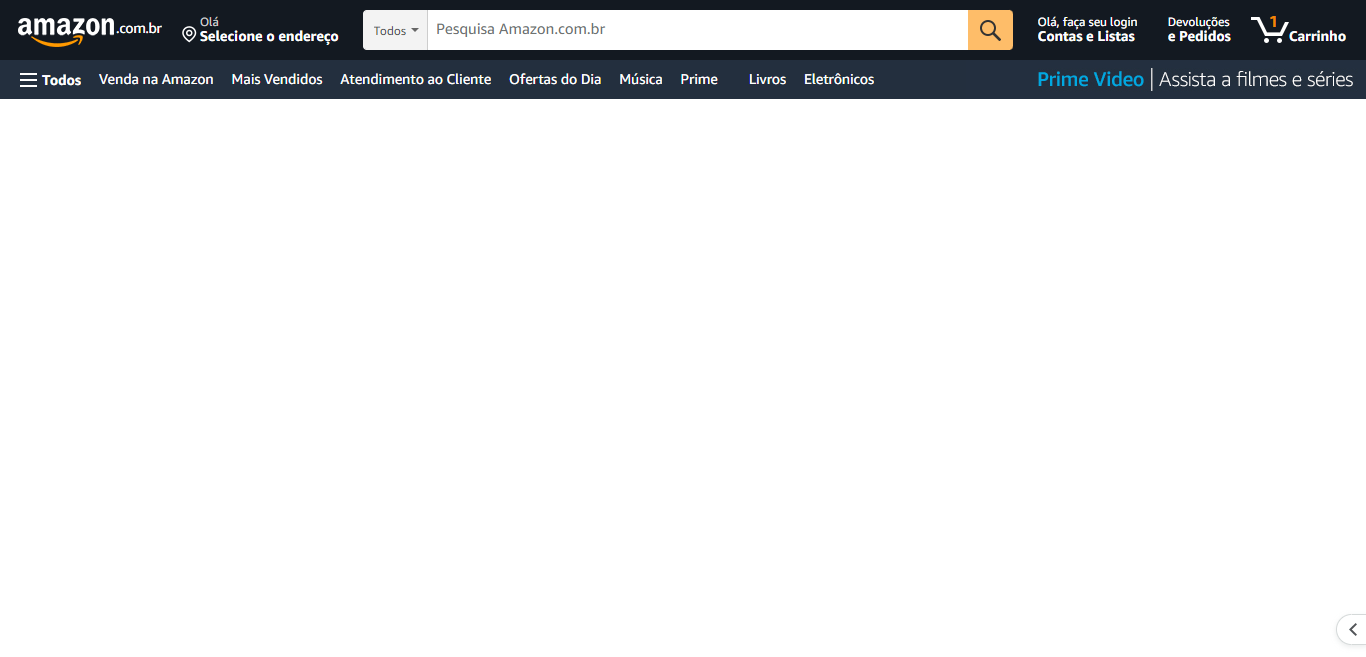 amazon.com.br
Olá
Selecione o endereço
Todos
Pesquisa Amazon.com.br
Olá, faça seu login
Contas e Listas
Devoluções
e Pedidos
1
Carrinho
Todos
Venda na Amazon
Mais Vendidos
Atendimento ao Cliente
Ofertas do Dia
Música
Prime
Livros
Eletrônicos
Prime Video | Assista a filmes e séries